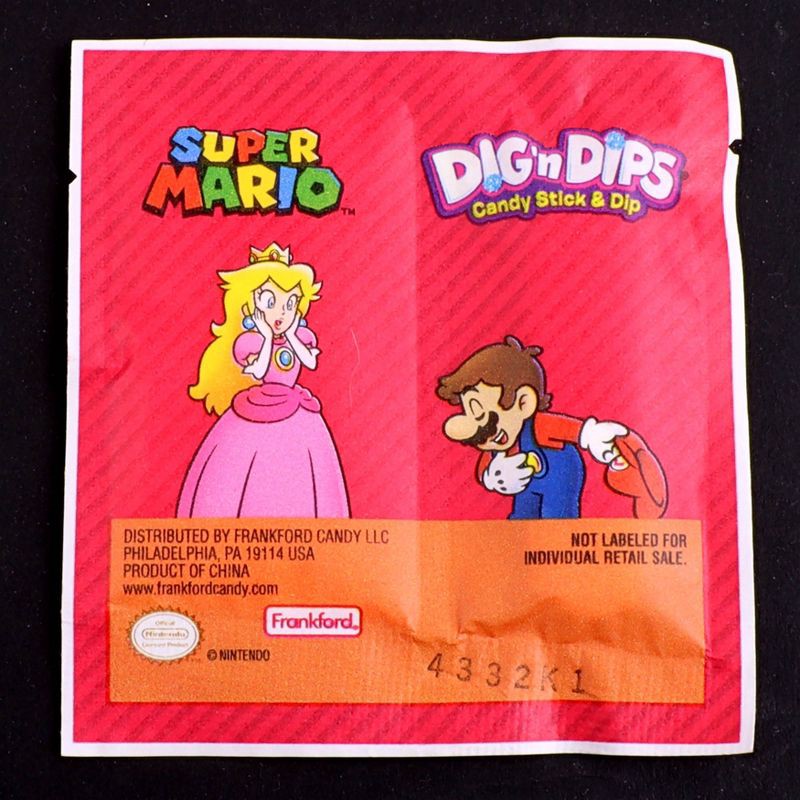 SUPER
MARIO™
DIG'n DIPS
Candy Stick & Dip
DISTRIBUTED BY FRANKFORD CANDY LLC
PHILADELPHIA, PA 19114 USA
PRODUCT OF CHINA
www.frankfordcandy.com
NOT LABELED FOR
INDIVIDUAL RETAIL SALE.
Official
Nintendo
Licensed Product
© NINTENDO
Frankford®
4332K1